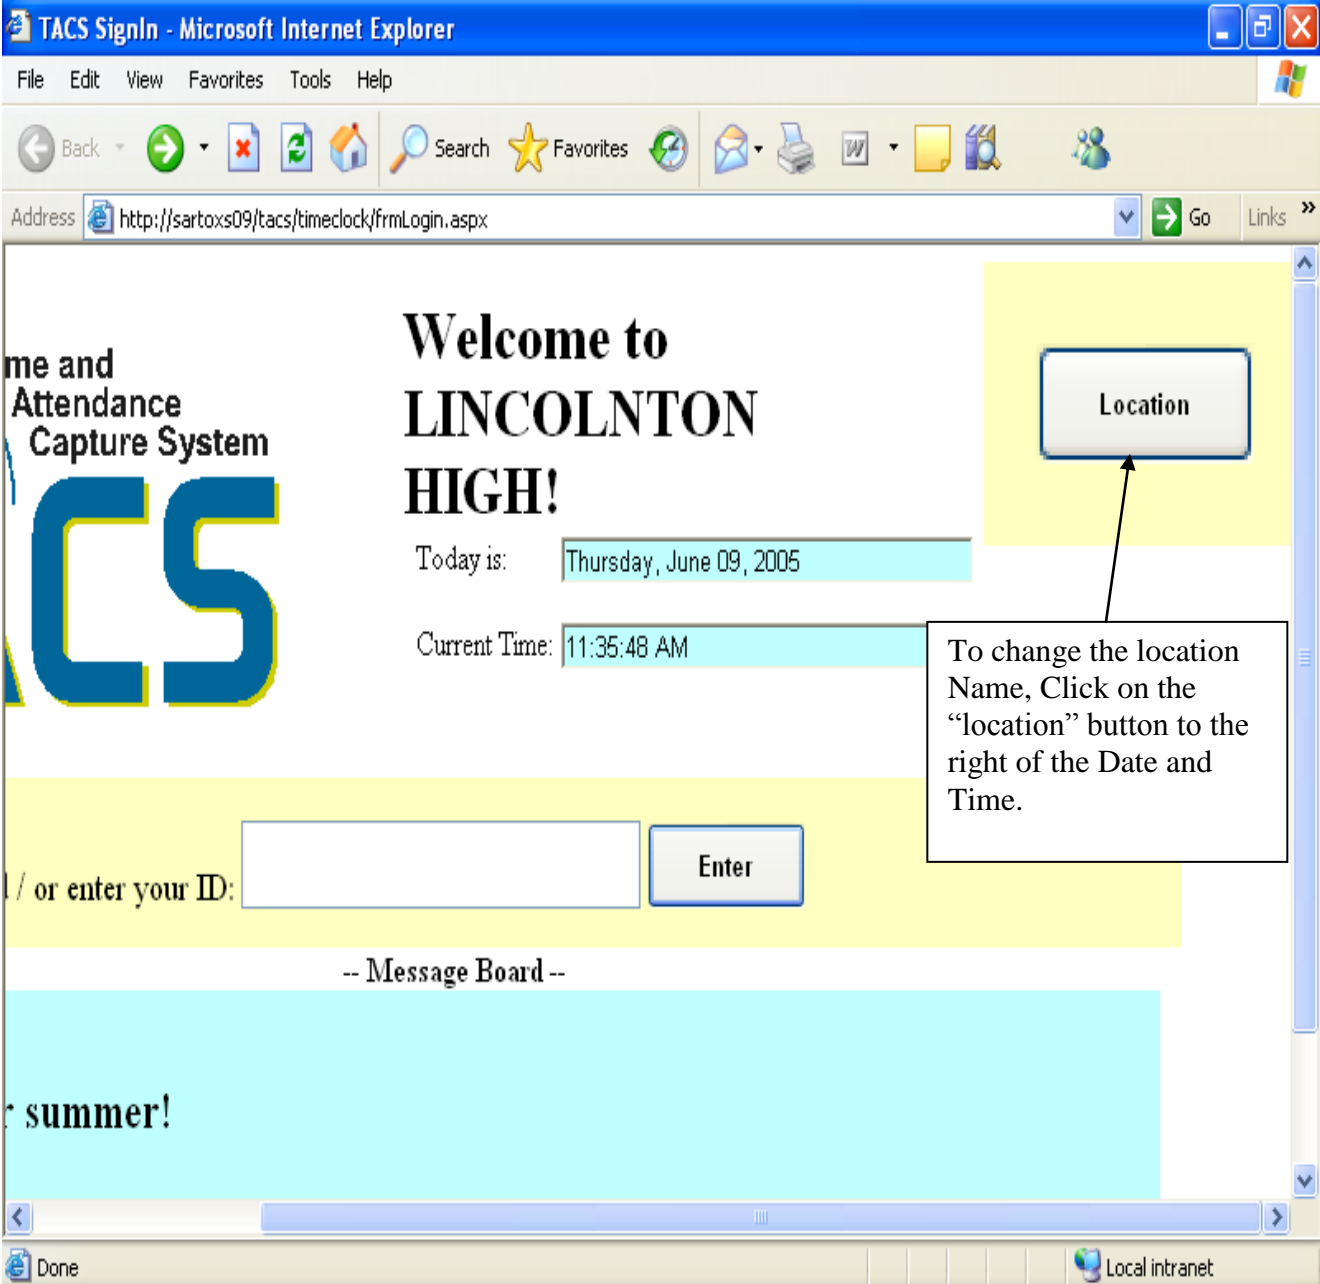 TACS SignIn - Microsoft Internet Explorer
File Edit View Favorites Tools Help
Back Search Favorites
Address http://sartoxs09/tacs/timeclock/frmLogin.aspx Go Links »
me and
Attendance
Capture System
ACS
Welcome to
LINCOLNTON
HIGH!
Location
Today is: Thursday, June 09, 2005
Current Time: 11:35:48 AM
To change the location
Name, Click on the
“location” button to the
right of the Date and
Time.
/ or enter your ID: Enter
-- Message Board --
summer!
Done Local intranet